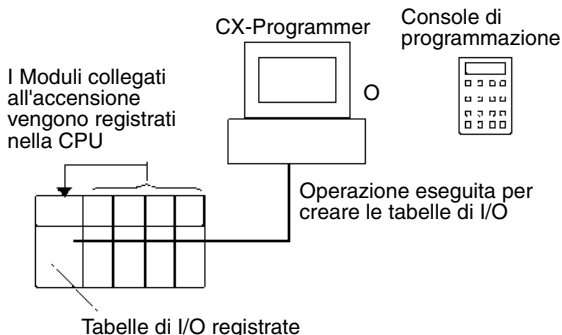 CX-Programmer
Console di
programmazione
I Moduli collegati
all'accensione
vengono registrati
nella CPU
O
Operazione eseguita per
creare le tabelle di I/O
Tabelle di I/O registrate